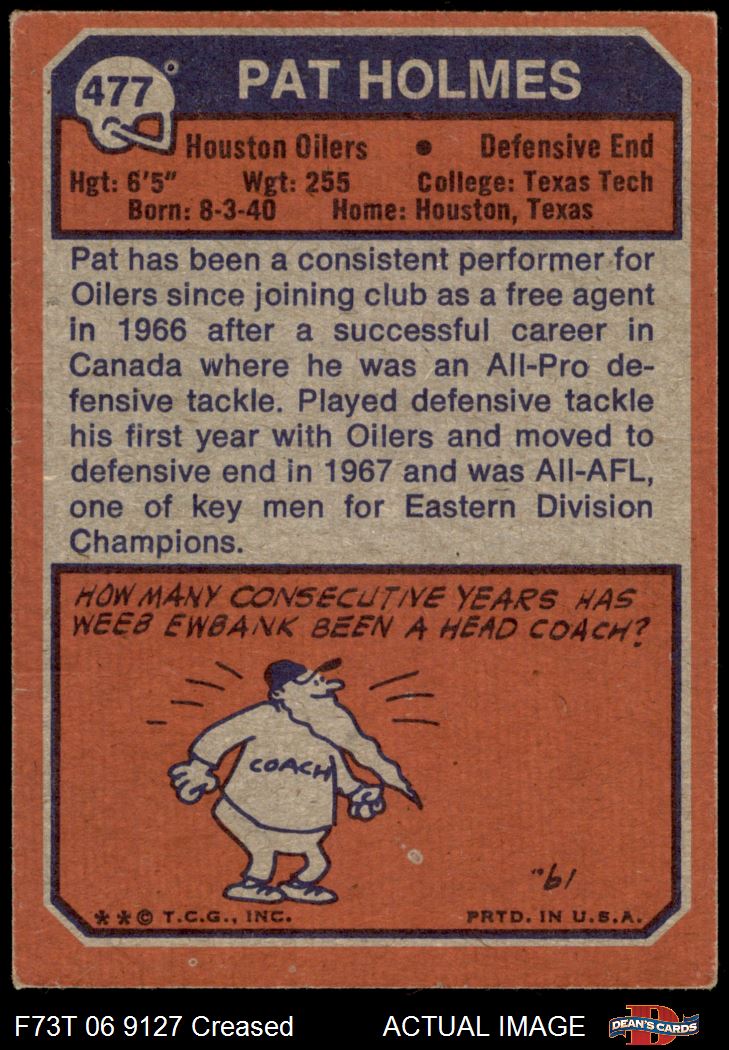 477
PAT HOLMES
Houston Oilers • Defensive End
Hgt: 6'5" Wgt: 255 College: Texas Tech
Born: 8-3-40 Home: Houston, Texas
Pat has been a consistent performer for
Oilers since joining club as a free agent
in 1966 after a successful career in
Canada where he was an All-Pro de-
fensive tackle. Played defensive tackle
his first year with Oilers and moved to
defensive end in 1967 and was All-AFL,
one of key men for Eastern Division
Champions.
HOW MANY CONSECUTIVE YEARS HAS
WEEB EWBANK BEEN A HEAD COACH?
COACH
19.
**© T.C.G., INC. PRTD. IN U.S.A.
F73T 06 9127 Creased ACTUAL IMAGE
D
DEAN'S CARDS